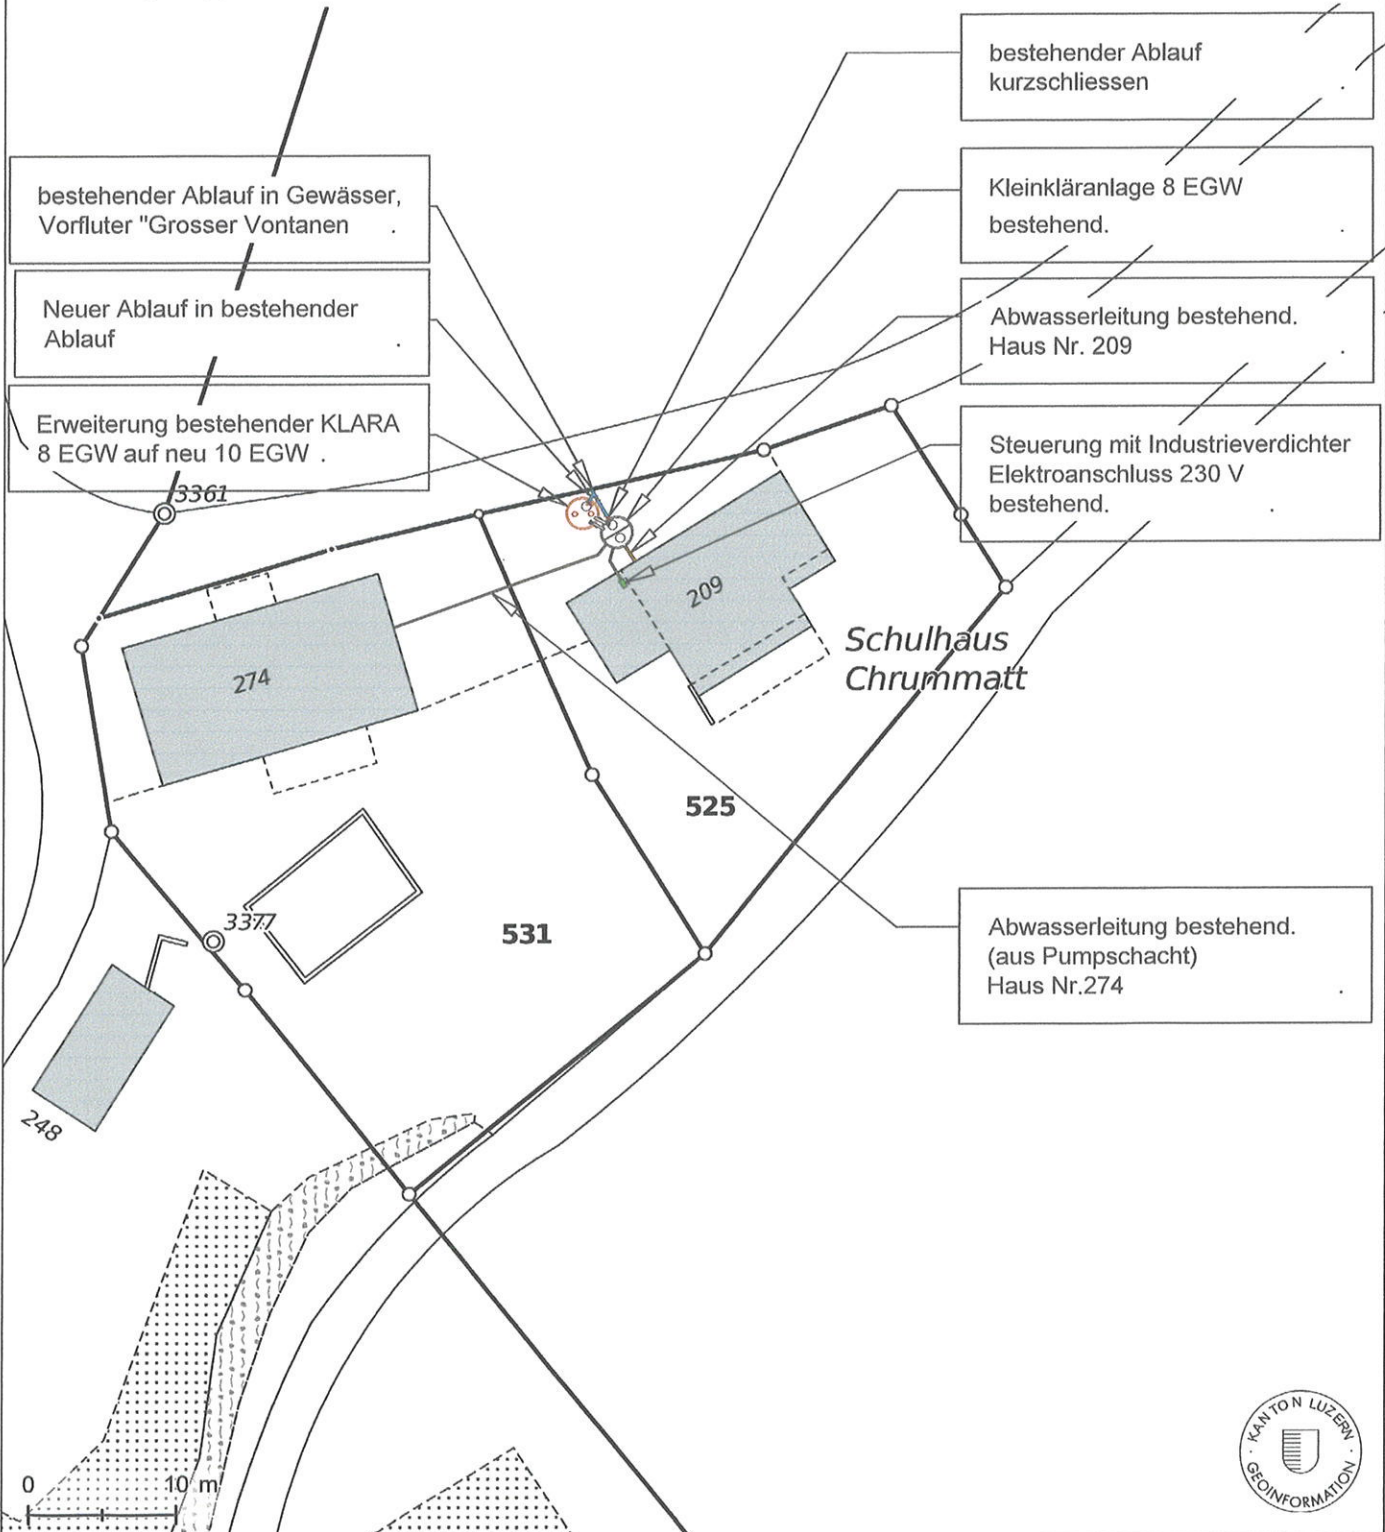 bestehender Ablauf
kurzschliessen .
bestehender Ablauf in Gewässer,
Vorfluter "Grosser Vontanen .
Kleinkläranlage 8 EGW
bestehend. .
Neuer Ablauf in bestehender
Ablauf .
Abwasserleitung bestehend.
Haus Nr. 209 .
Erweiterung bestehender KLARA
8 EGW auf neu 10 EGW .
Steuerung mit Industrieverdichter
Elektroanschluss 230 V
bestehend. .
3361
209
274
Schulhaus
Chrummatt
525
3377
531
Abwasserleitung bestehend.
(aus Pumpschacht)
Haus Nr.274 .
248
0 10 m
KANTON LUZERN
GEOINFORMATION